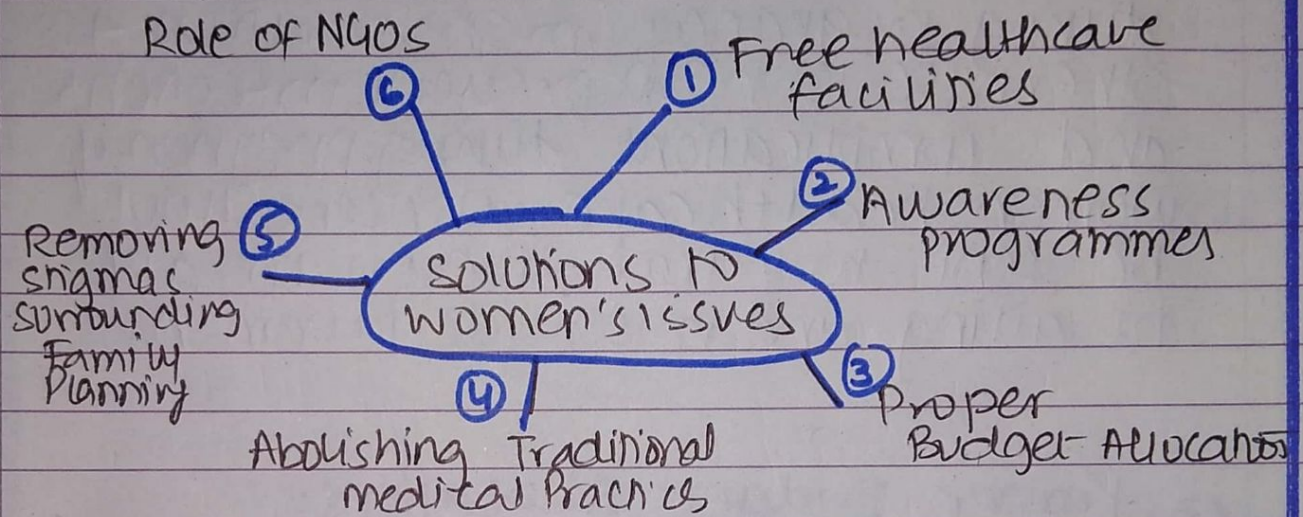 Role of NGOs
6
1 Free healthcare
facilities
2 Awareness
programmes
Removing 5
stigmas
surrounding
Family
Planning
solutions to
women's issues
3 Proper
Budget Allocation
4
Abolishing Traditional
medical Practices